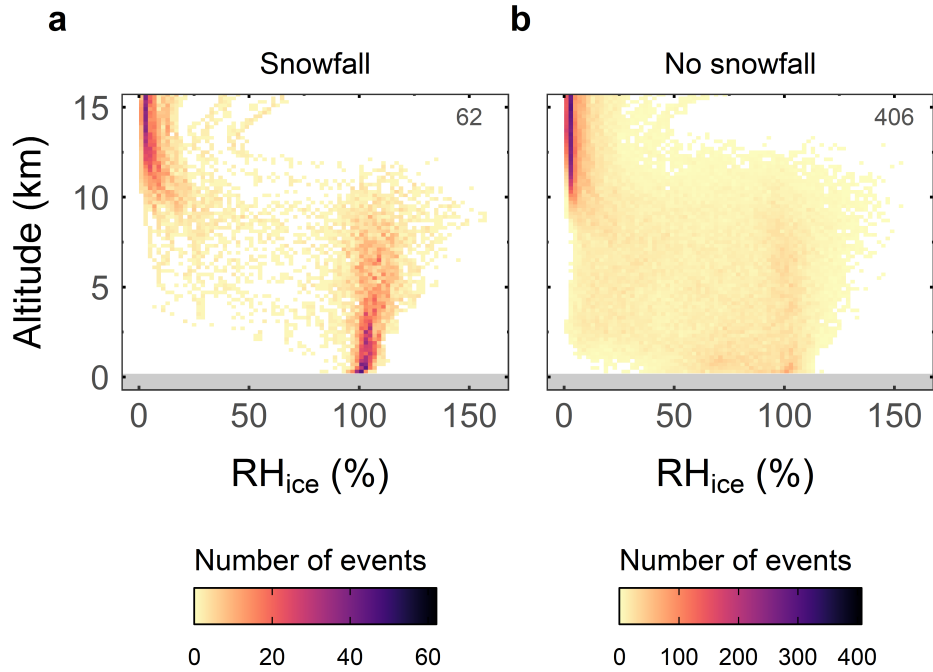 a
b
Snowfall
No snowfall
62
406
15
10
5
0
Altitude (km)
0 50 100 150
0 50 100 150
RHice (%)
RHice (%)
Number of events
Number of events
0 20 40 60
0 100 200 300 400